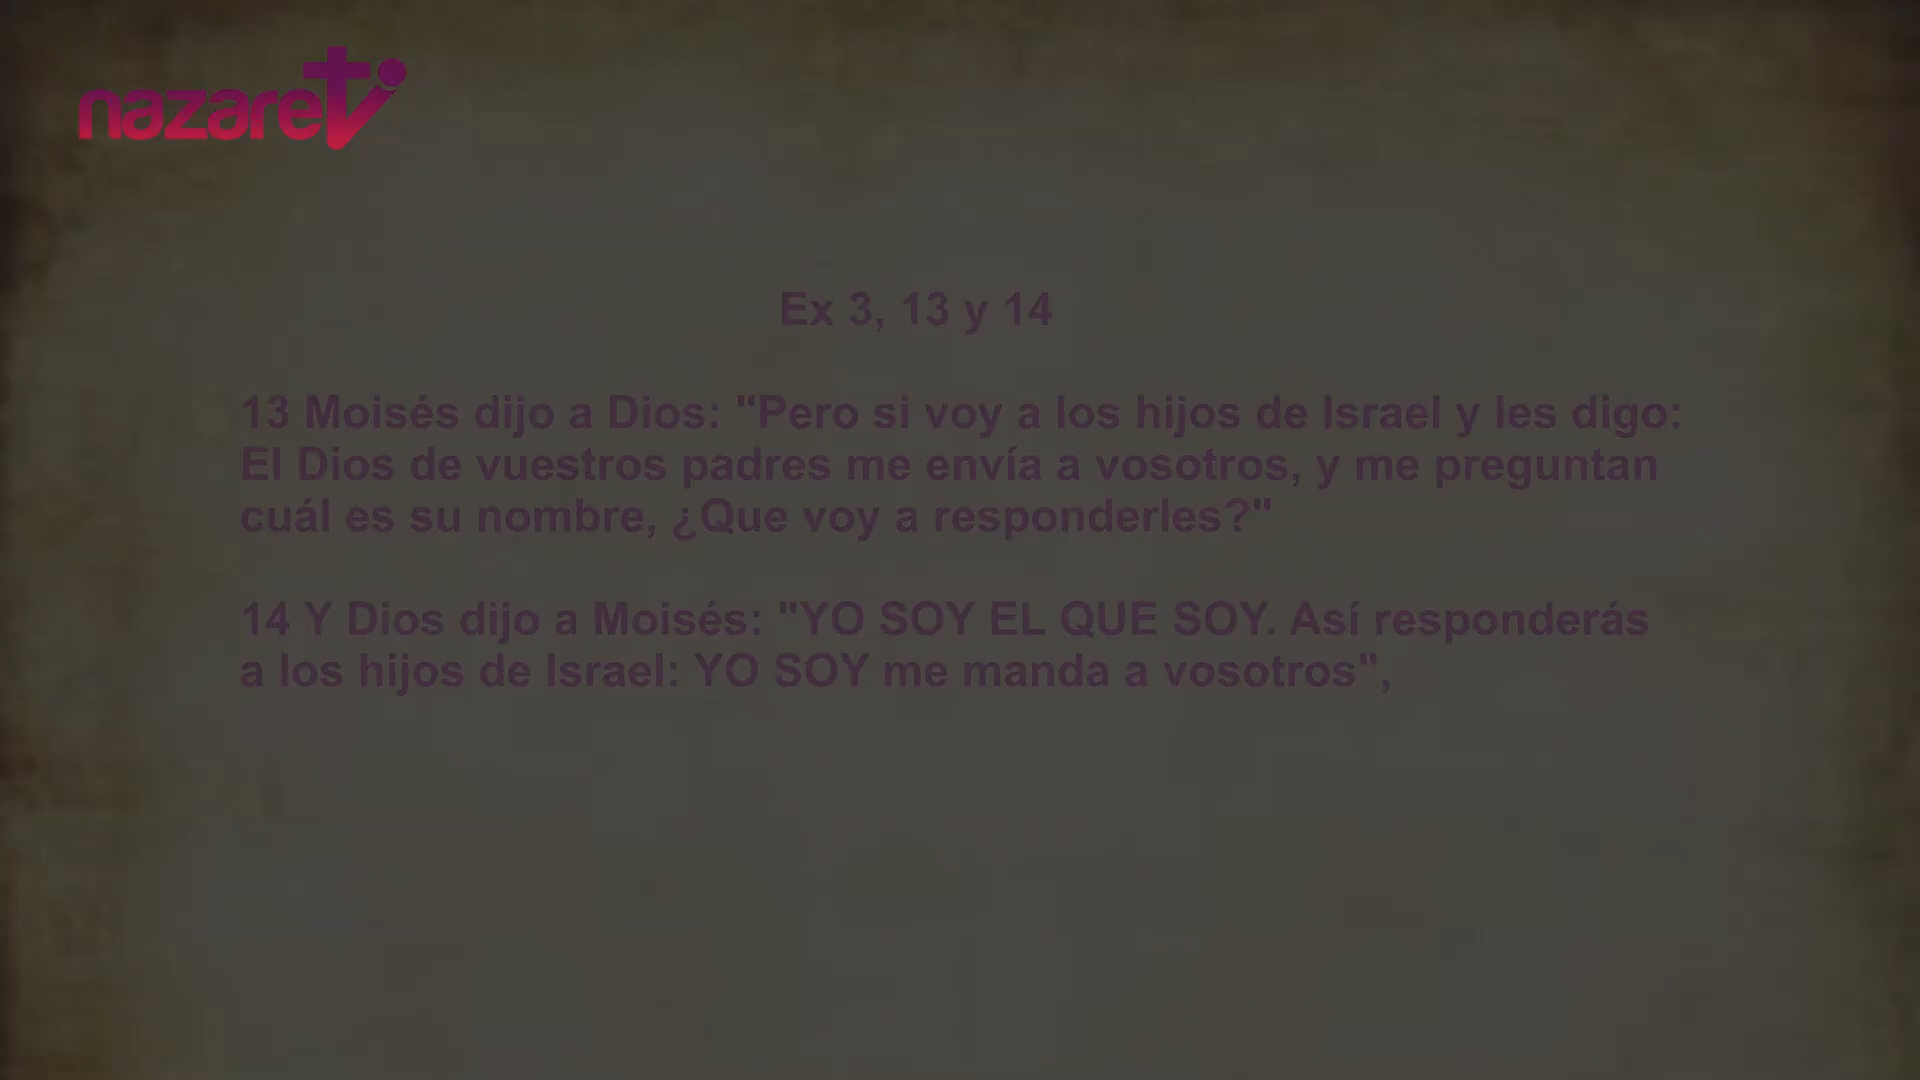 nazaretv
Ex 3, 13 y 14
13 Moisés dijo a Dios: "Pero si voy a los hijos de Israel y les digo:
El Dios de vuestros padres me envía a vosotros, y me preguntan
cuál es su nombre, ¿Que voy a responderles?"
14 Y Dios dijo a Moisés: "YO SOY EL QUE SOY. Así responderás
a los hijos de Israel: YO SOY me manda a vosotros",